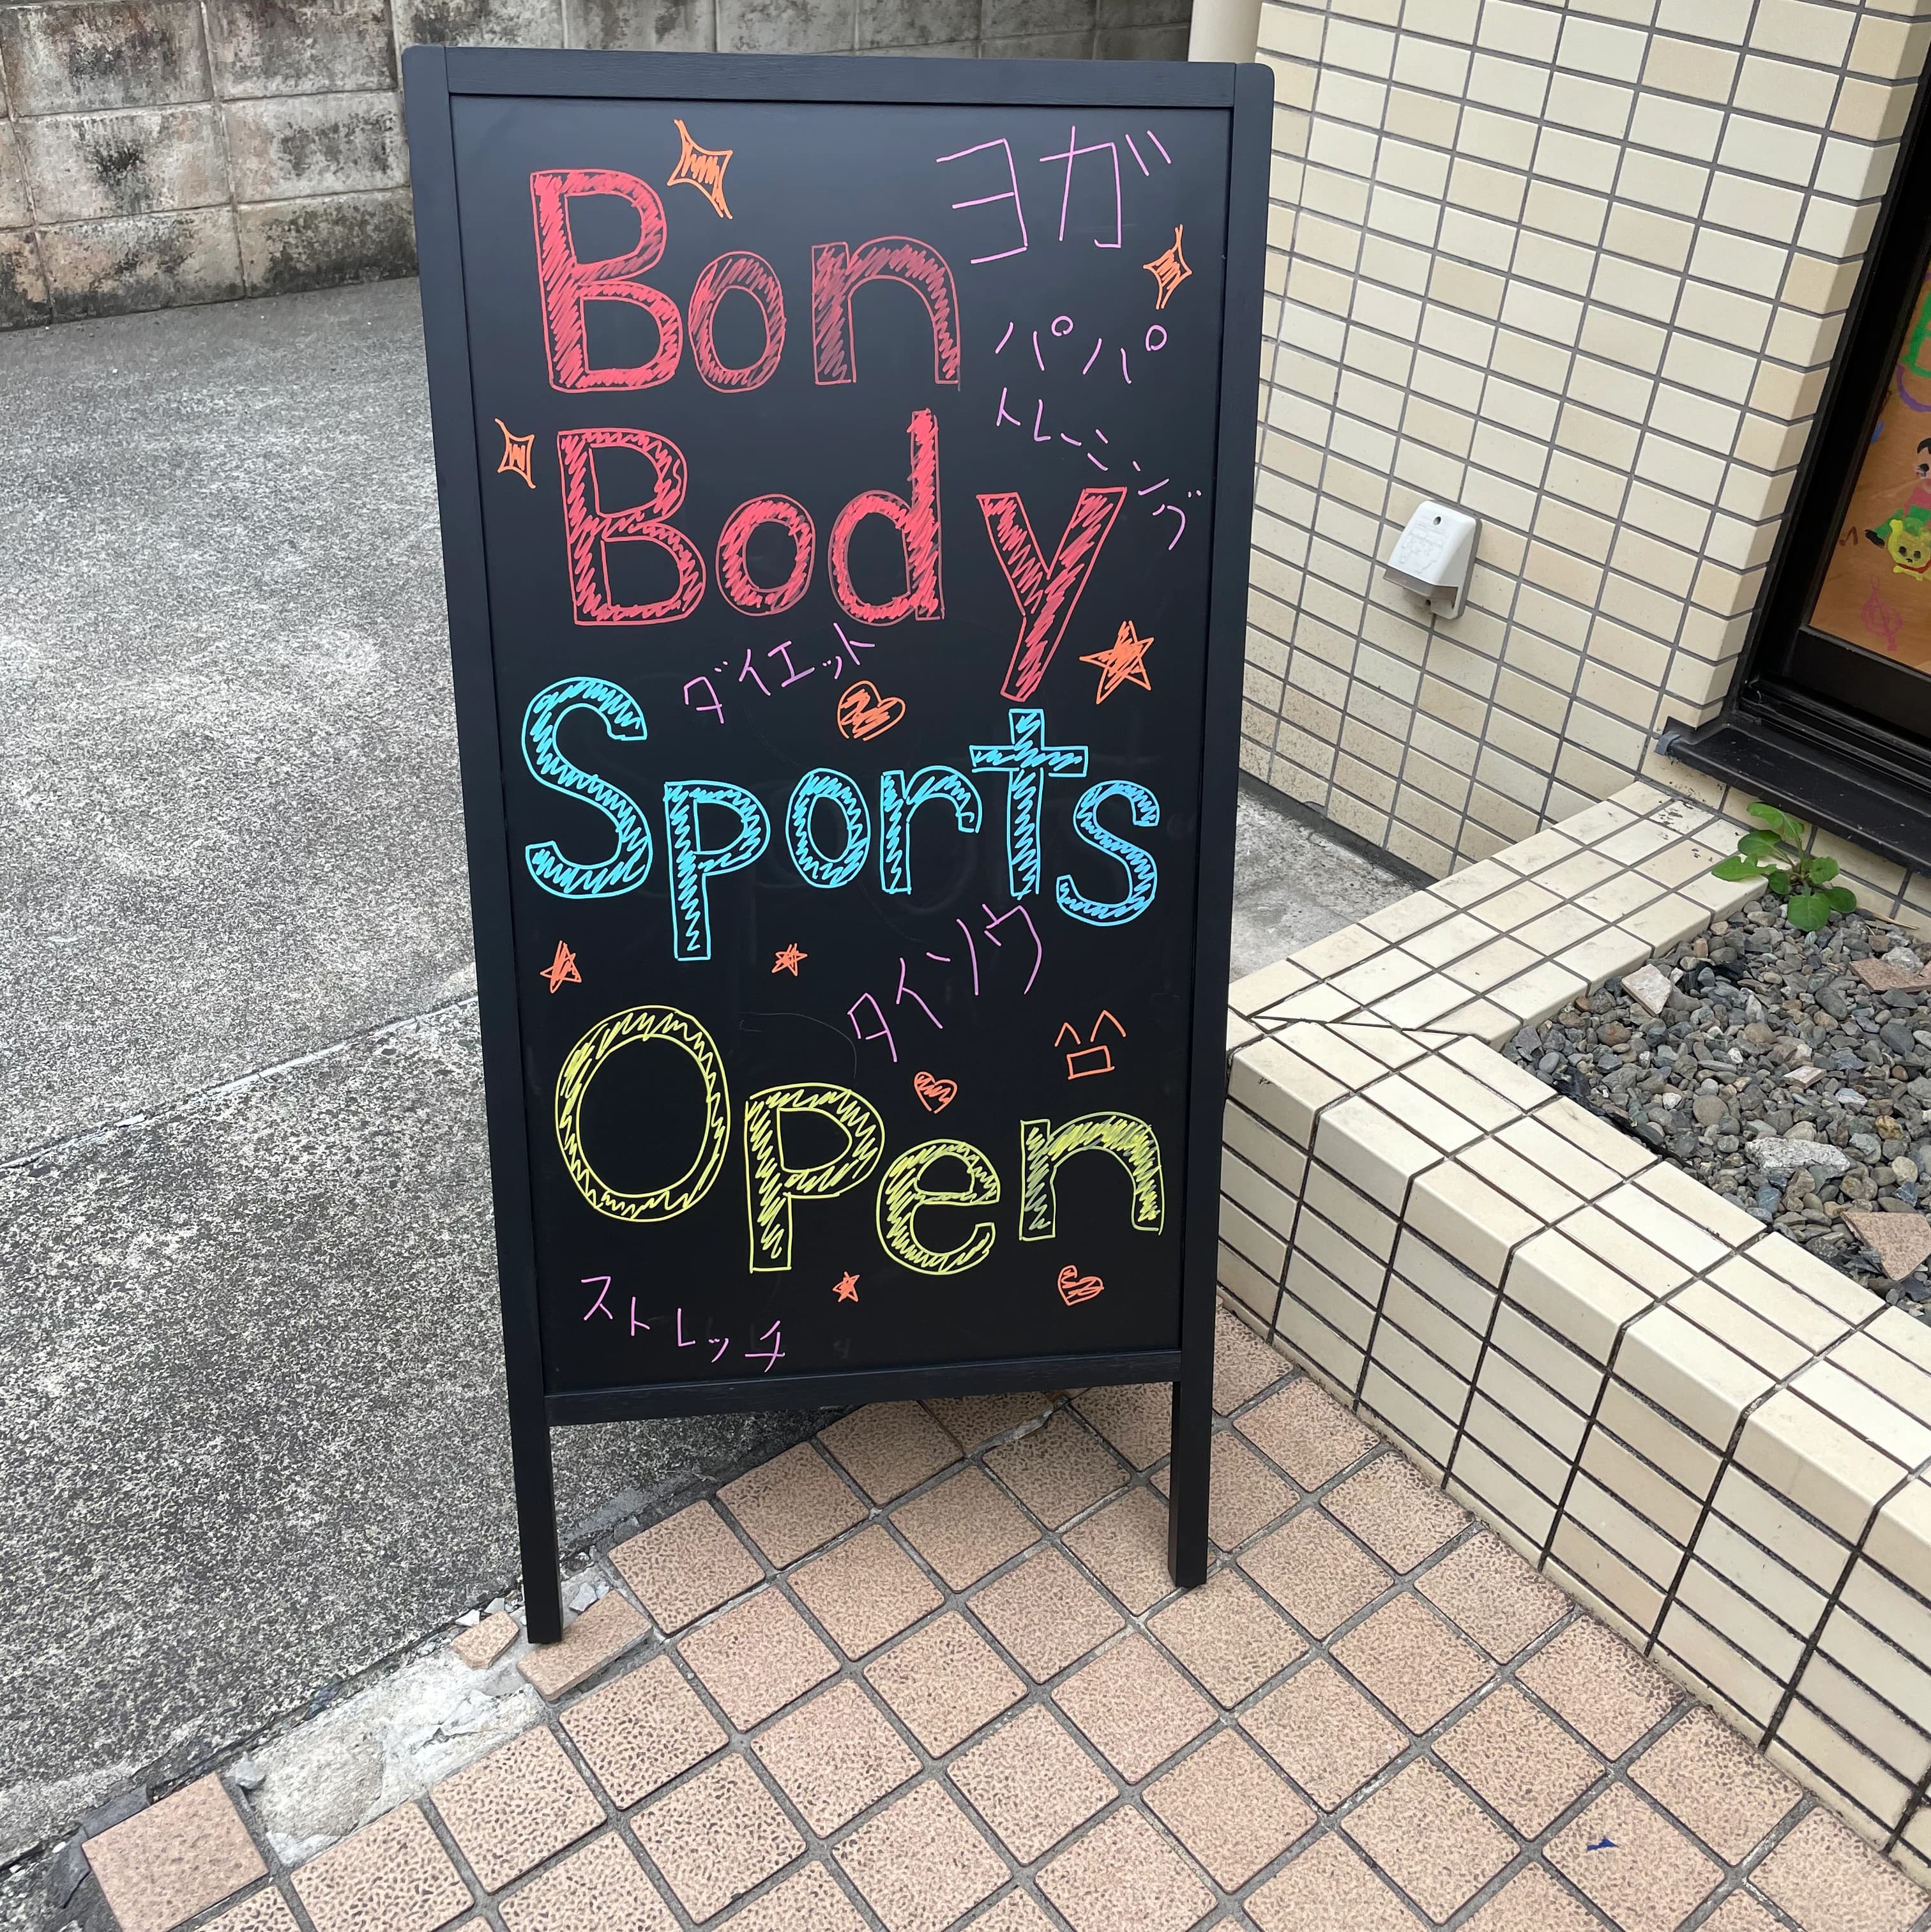 ヨガ
Bon
パパ
トレーニング
Body
ダイエット
Sports
タイソウ
Open
ストレッチ